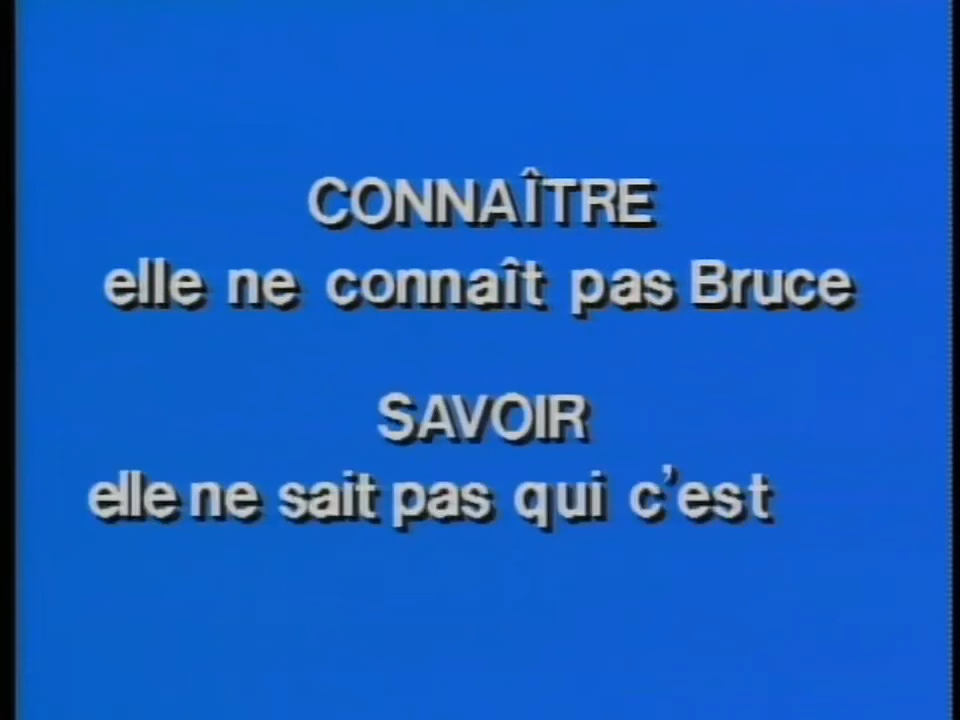 CONNAÎTRE
elle ne connaît pas Bruce
SAVOIR
elle ne sait pas qui c'est